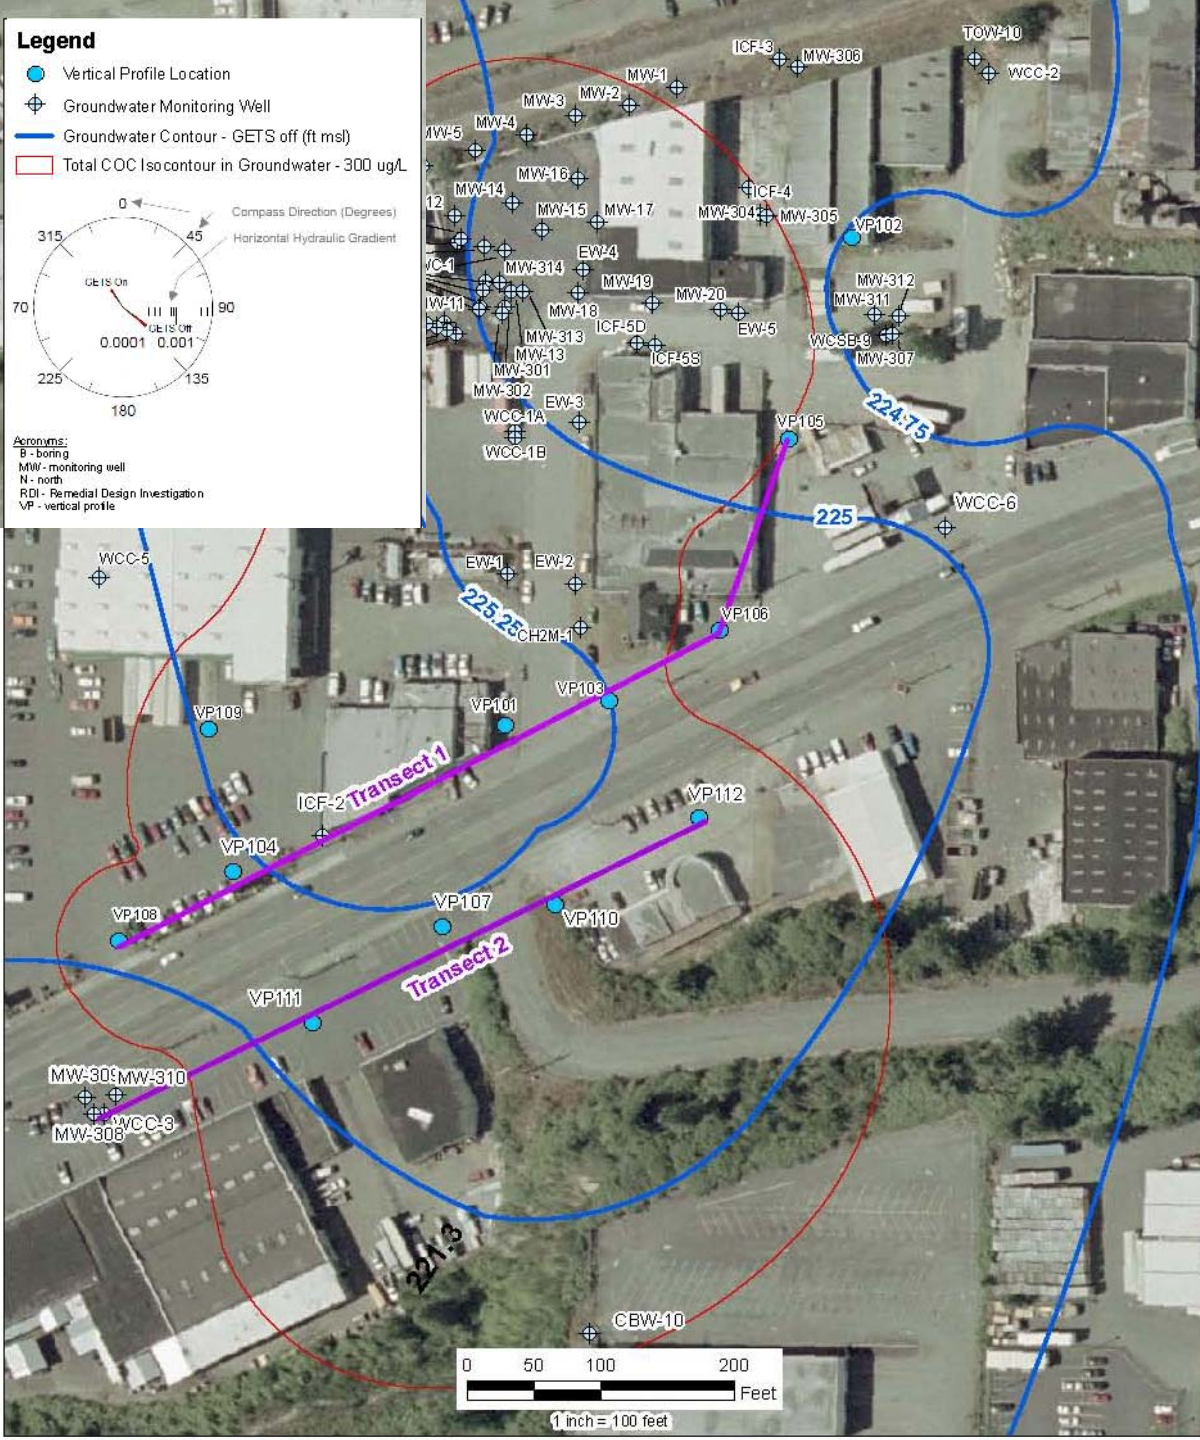 Legend
Vertical Profile Location
Groundwater Monitoring Well
Groundwater Contour - GETS off (ft msl)
Total COC Isocontour in Groundwater - 300 ug/L
0
Compass Direction (Degrees)
315
45
Horizontal Hydraulic Gradient
GETS On
70
90
GETS Off
0.0001
0.001
225
135
180
Acronyms:
B - boring
MW - monitoring well
N - north
RDI - Remedial Design Investigation
VP - vertical profile
TOW-10
ICF-3
MW-306
WCC-2
MW-1
MW-2
MW-3
MW-4
MW-5
MW-16
MW-14
ICF-4
12
MW-15
MW-17
MW-304
MW-305
VP102
EW-4
C-1
MW-314
MW-19
MW-312
MW-20
MW-311
W-11
MW-18
EW-5
ICF-5D
MW-313
WCSB-9
ICF-5S
MW-13
MW-307
MW-301
MW-302
EW-3
224.75
WCC-1A
VP105
WCC-1B
WCC-6
225
WCC-5
EW-1
EW-2
225.25
CH2M-1
VP106
VP103
VP109
VP101
Transect 1
ICF-2
VP112
VP104
VP108
VP107
VP110
Transect 2
VP111
MW-309
MW-310
WCC-3
MW-308
221.3
CBW-10
0 50 100 200
Feet
1 inch = 100 feet